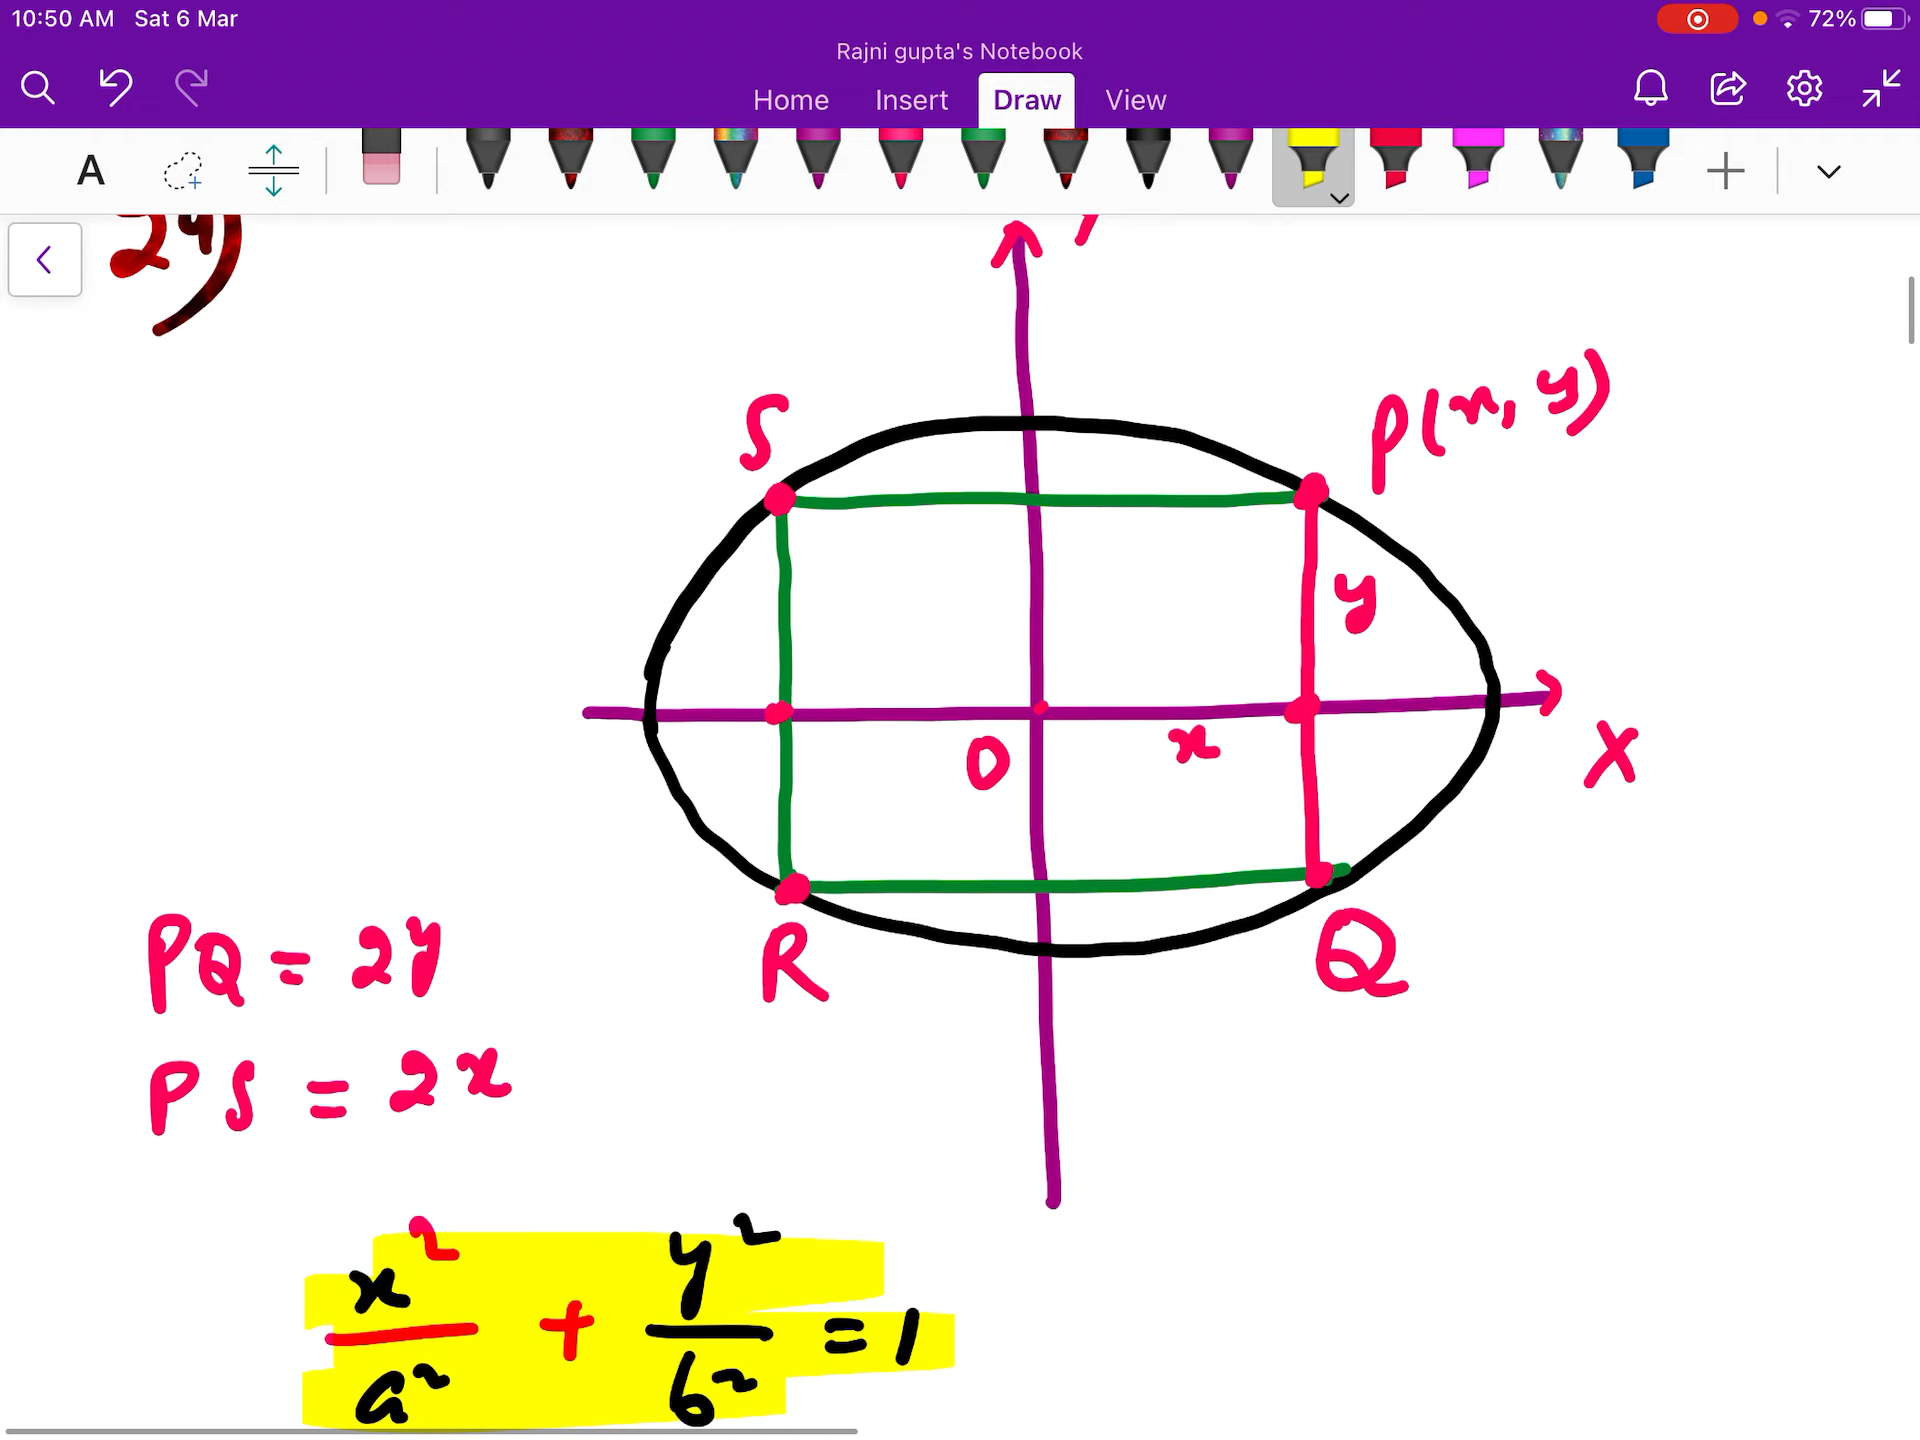 10:50 AM Sat 6 Mar 72%
Rajni gupta's Notebook
Home Insert Draw View
A
24)
S
P(x, y)
y
O
x
X
R
Q
PQ = 2y
PS = 2x
x²/a² + y²/b² = 1